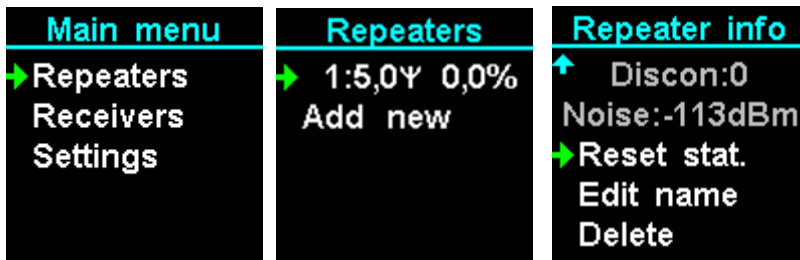 Main menu
Repeaters
Receivers
Settings
Repeaters
1:5,0Ψ 0,0%
Add new
Repeater info
Discon:0
Noise:-113dBm
Reset stat.
Edit name
Delete